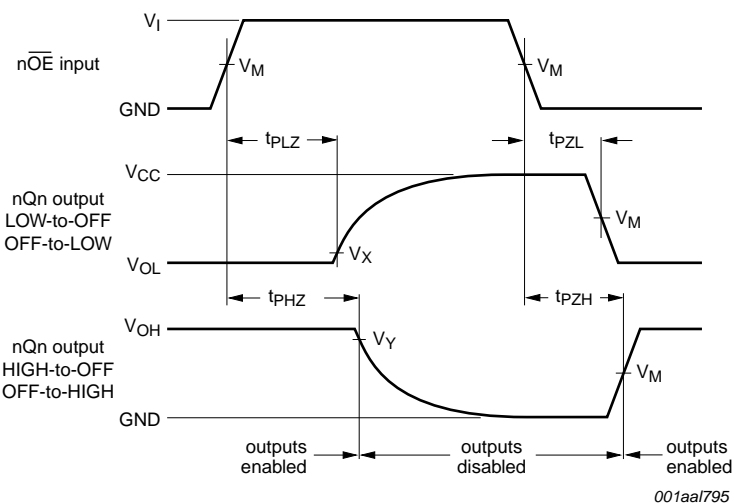 V_I
nO̅E̅ input
V_M
V_M
GND
t_PLZ
t_PZL
V_CC
nQn output
LOW-to-OFF
OFF-to-LOW
V_M
V_X
V_OL
t_PHZ
t_PZH
V_OH
nQn output
HIGH-to-OFF
OFF-to-HIGH
V_Y
V_M
GND
outputs
enabled
outputs
disabled
outputs
enabled
001aal795